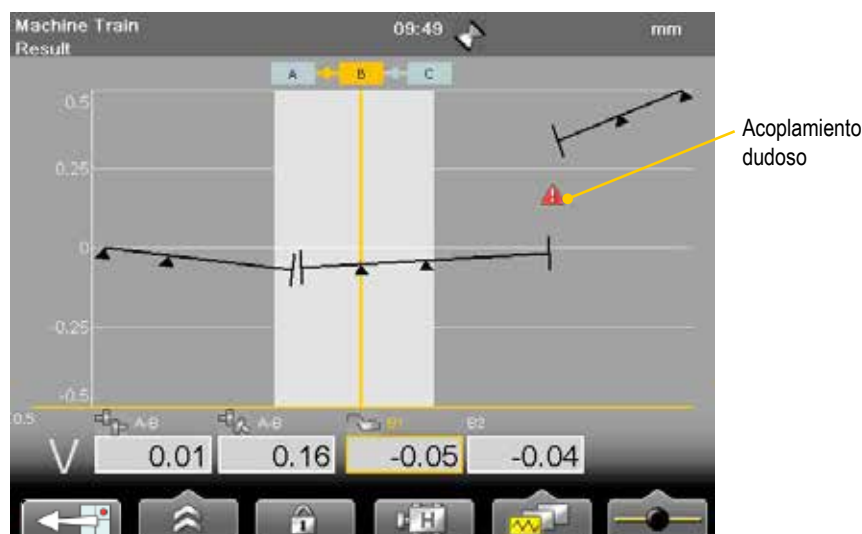 Machine Train
09:49
mm
Result
A B C
0.5
Acoplamiento
dudoso
0.25
0
-0.25
-0.5
0.5 A-B A-B B1 B2
V 0.01 0.16 -0.05 -0.04
1 H